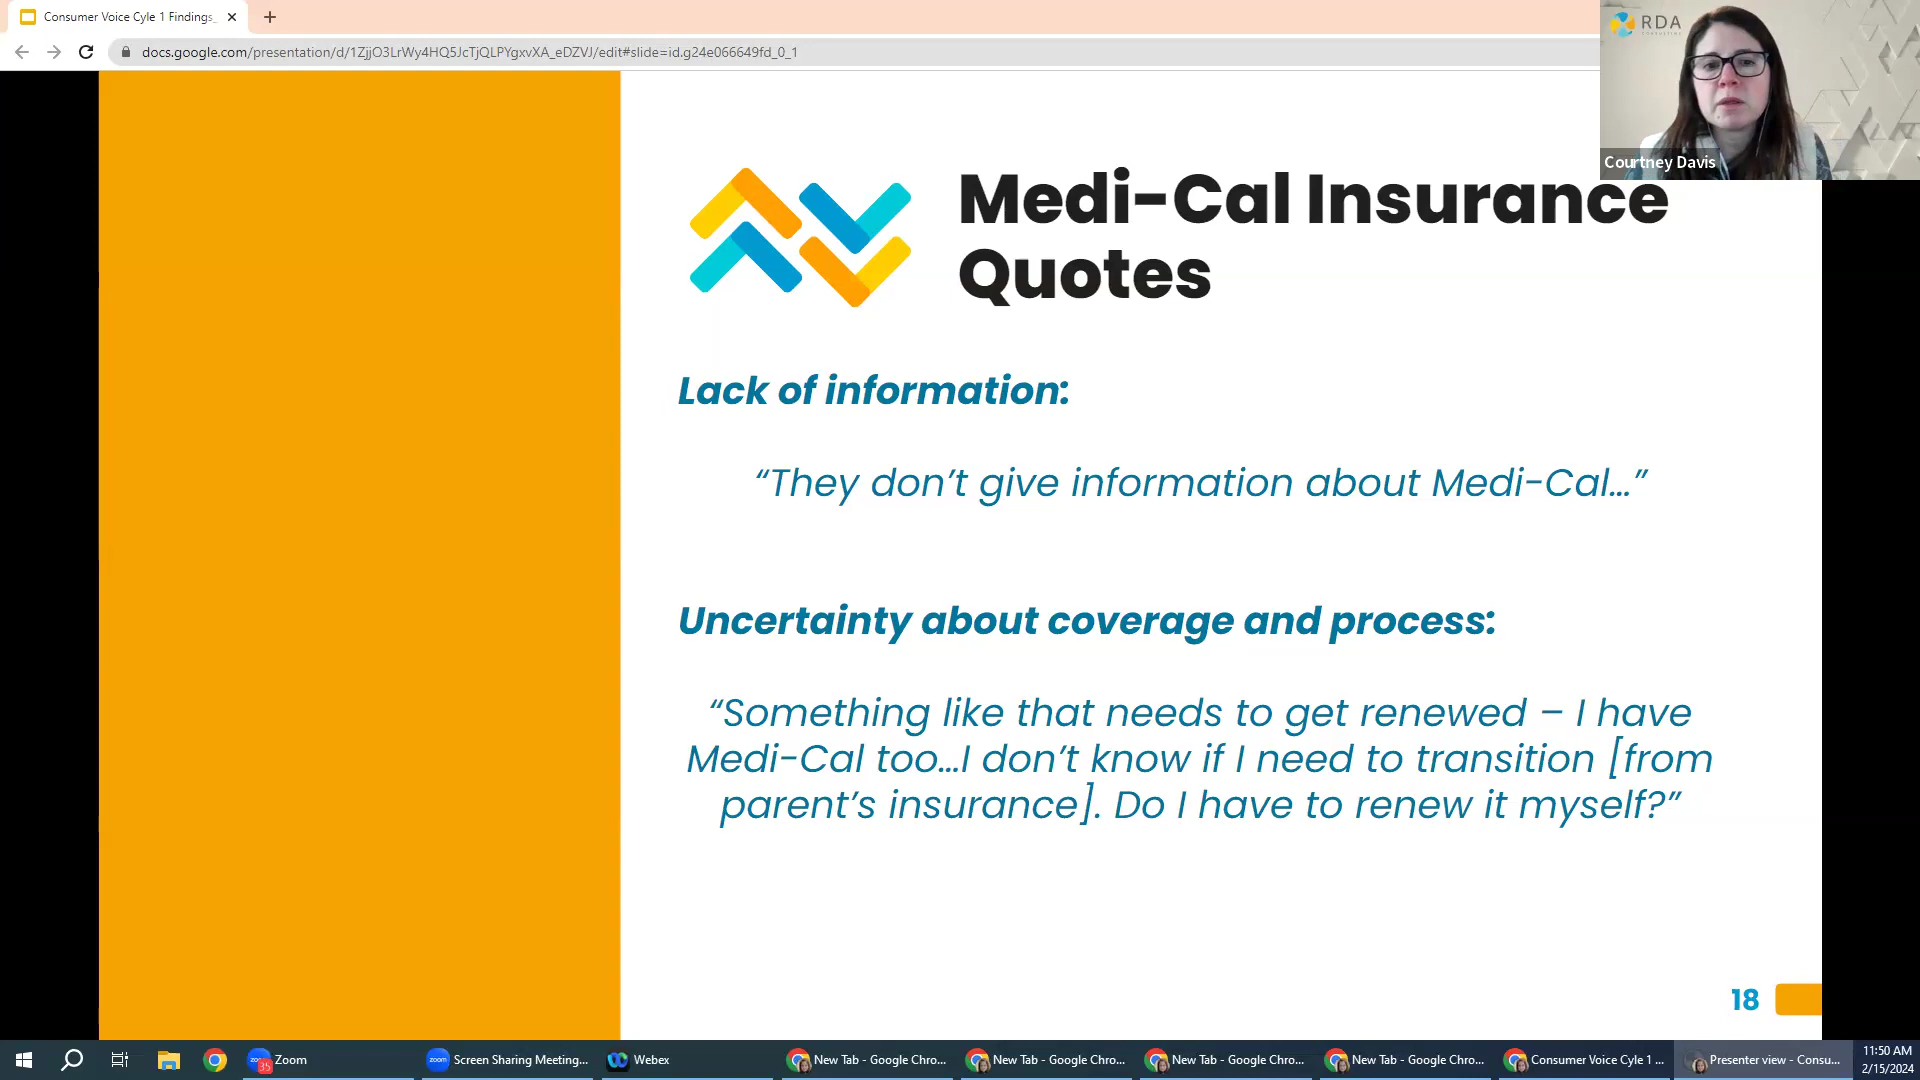 Consumer Voice Cyle 1 Findings_
docs.google.com/presentation/d/1ZjjO3LrWy4HQ5JcTjQLPYgxvXA_eDZVJ/edit#slide=id.g24e066649fd_0_1
RDA
CONSULTING
Courtney Davis
Medi-Cal Insurance
Quotes
Lack of information:
“They don’t give information about Medi-Cal...”
Uncertainty about coverage and process:
“Something like that needs to get renewed – I have
Medi-Cal too...I don’t know if I need to transition [from
parent’s insurance]. Do I have to renew it myself?”
18
zoom
35
Zoom
zoom
Screen Sharing Meeting...
Webex
New Tab - Google Chro...
New Tab - Google Chro...
New Tab - Google Chro...
New Tab - Google Chro...
Consumer Voice Cyle 1 ...
Presenter view - Consu...
11:50 AM
2/15/2024